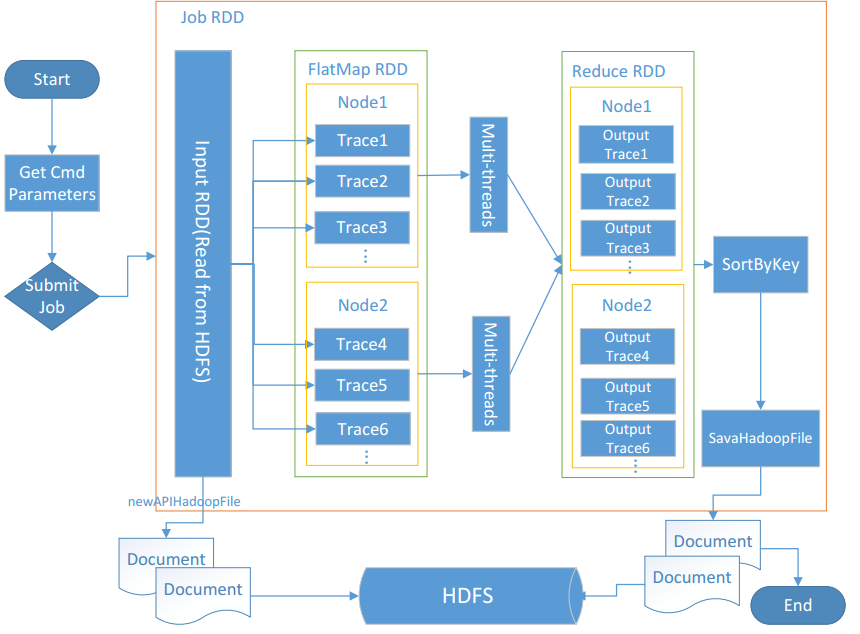 Job RDD
Start
Get Cmd
Parameters
Submit
Job
Input RDD(Read from HDFS)
newAPIHadoopFile
FlatMap RDD
Node1
Trace1
Trace2
Trace3
Node2
Trace4
Trace5
Trace6
Multi-threads
Multi-threads
Reduce RDD
Node1
Output
Trace1
Output
Trace2
Output
Trace3
Node2
Output
Trace4
Output
Trace5
Output
Trace6
SortByKey
SavaHadoopFile
Document
Document
HDFS
Document
Document
End